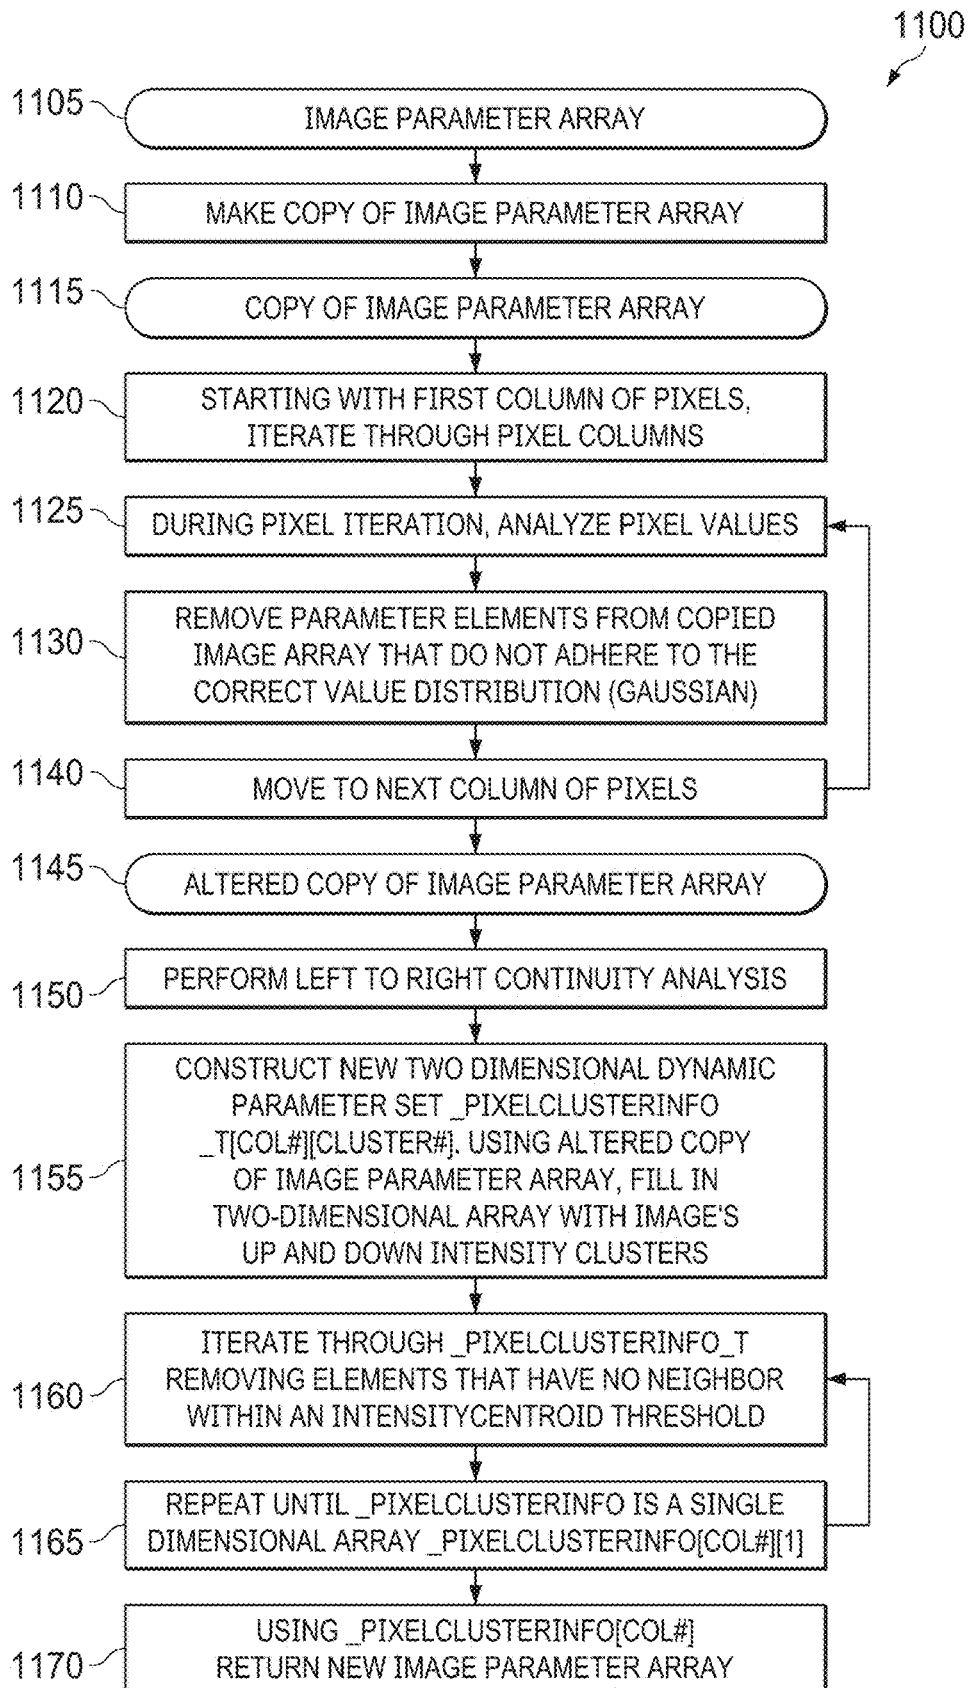 1100
1105
IMAGE PARAMETER ARRAY
1110
MAKE COPY OF IMAGE PARAMETER ARRAY
1115
COPY OF IMAGE PARAMETER ARRAY
1120
STARTING WITH FIRST COLUMN OF PIXELS,
ITERATE THROUGH PIXEL COLUMNS
1125
DURING PIXEL ITERATION, ANALYZE PIXEL VALUES
1130
REMOVE PARAMETER ELEMENTS FROM COPIED
IMAGE ARRAY THAT DO NOT ADHERE TO THE
CORRECT VALUE DISTRIBUTION (GAUSSIAN)
1140
MOVE TO NEXT COLUMN OF PIXELS
1145
ALTERED COPY OF IMAGE PARAMETER ARRAY
1150
PERFORM LEFT TO RIGHT CONTINUITY ANALYSIS
1155
CONSTRUCT NEW TWO DIMENSIONAL DYNAMIC
PARAMETER SET _PIXELCLUSTERINFO
_T[COL#][CLUSTER#]. USING ALTERED COPY
OF IMAGE PARAMETER ARRAY, FILL IN
TWO-DIMENSIONAL ARRAY WITH IMAGE'S
UP AND DOWN INTENSITY CLUSTERS
1160
ITERATE THROUGH _PIXELCLUSTERINFO_T
REMOVING ELEMENTS THAT HAVE NO NEIGHBOR
WITHIN AN INTENSITYCENTROID THRESHOLD
1165
REPEAT UNTIL _PIXELCLUSTERINFO IS A SINGLE
DIMENSIONAL ARRAY _PIXELCLUSTERINFO[COL#][1]
1170
USING _PIXELCLUSTERINFO[COL#]
RETURN NEW IMAGE PARAMETER ARRAY